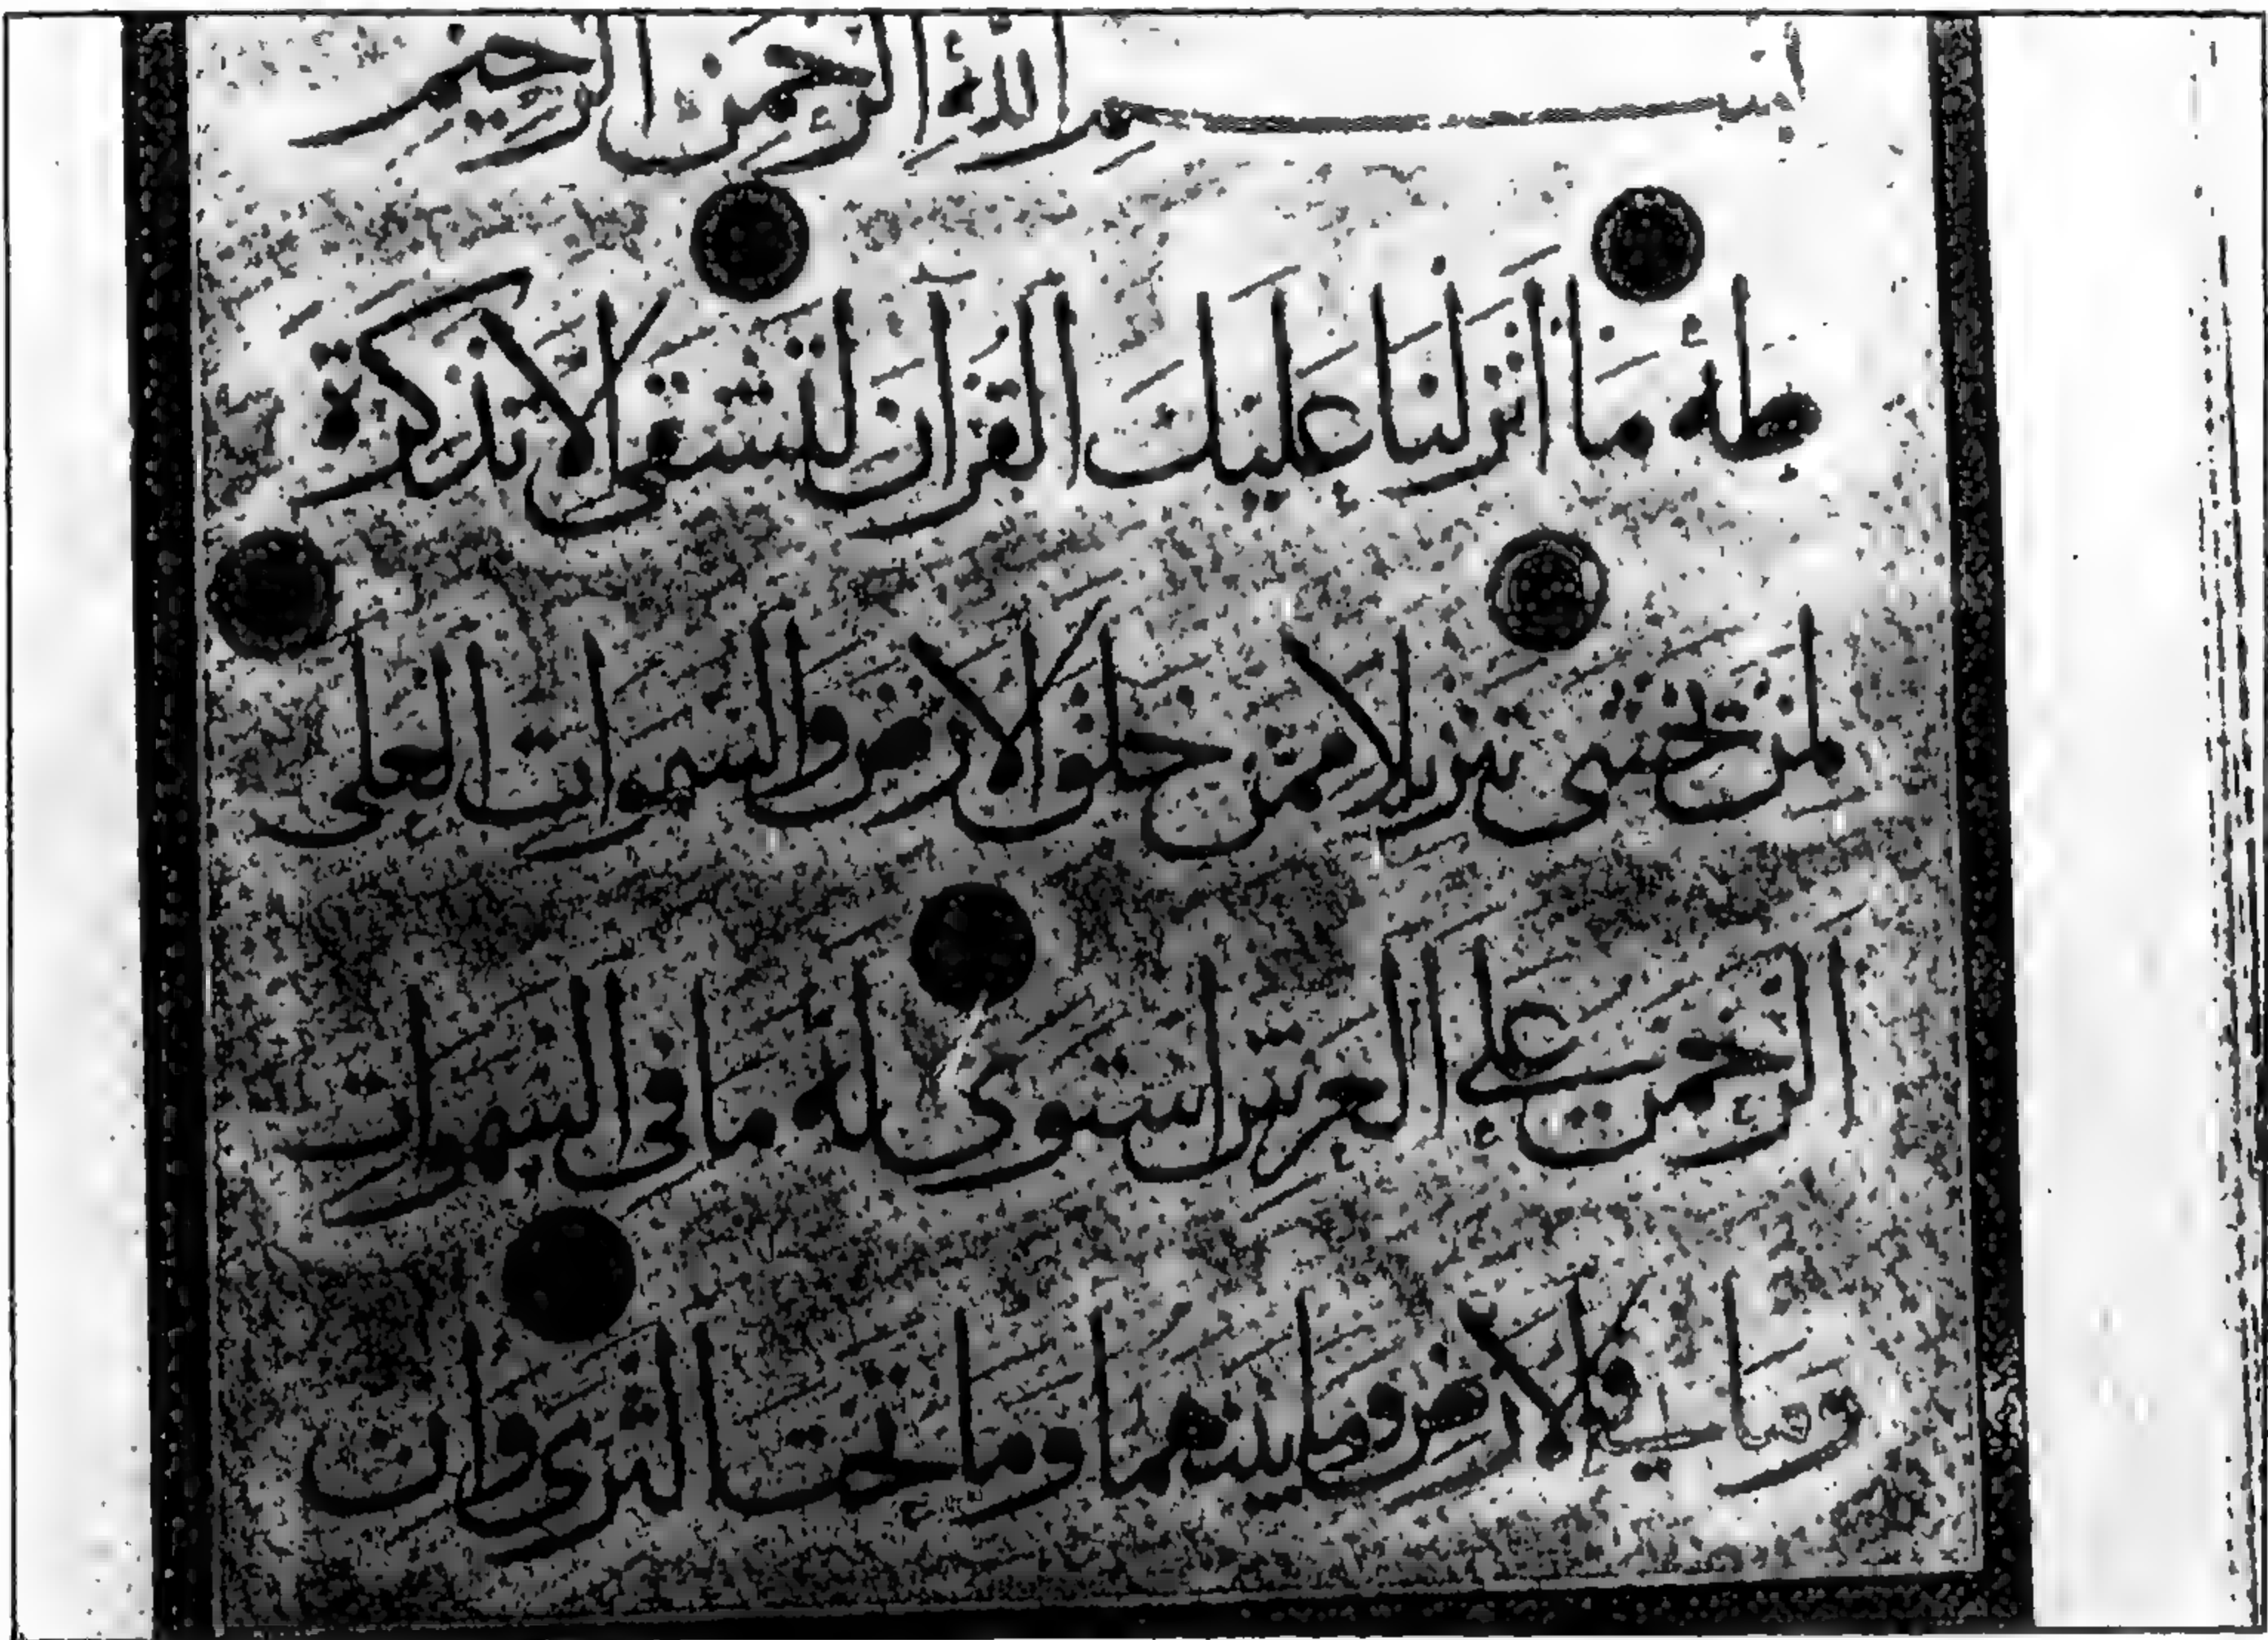 بسم الله الرحمن الرحيم
طه ما انزلنا عليك القرآن لتشقى الا تذكرة
لمن يخشى تنزيلا ممن خلق الارض والسموات العلى
الرحمن على العرش استوى له ما فى السموات
وما فى الارض وما بينهما وما تحت الثرى وان